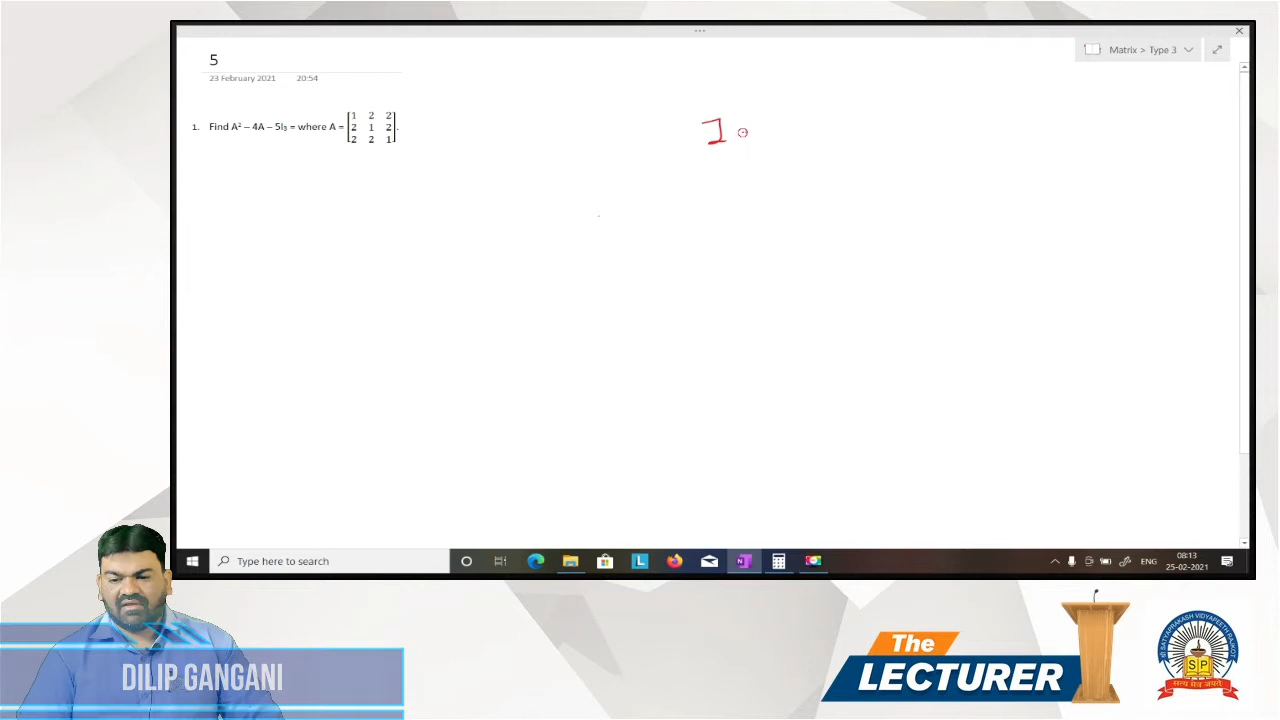 Matrix > Type 3
5
23 February 2021 20:54
1. Find A² – 4A – 5I₃ = where A = [1 2 2
2 1 2
2 2 1].
I
Type here to search
L
N
ENG
08:13
25-02-2021
DILIP GANGANI
The
LECTURER
SP